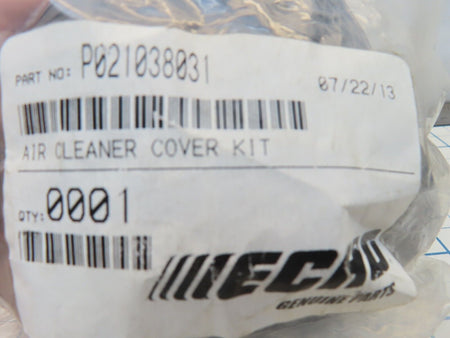 PART NO: P021038031
07/22/13
AIR CLEANER COVER KIT
QTY: 0001
ECHO
GENUINE PARTS